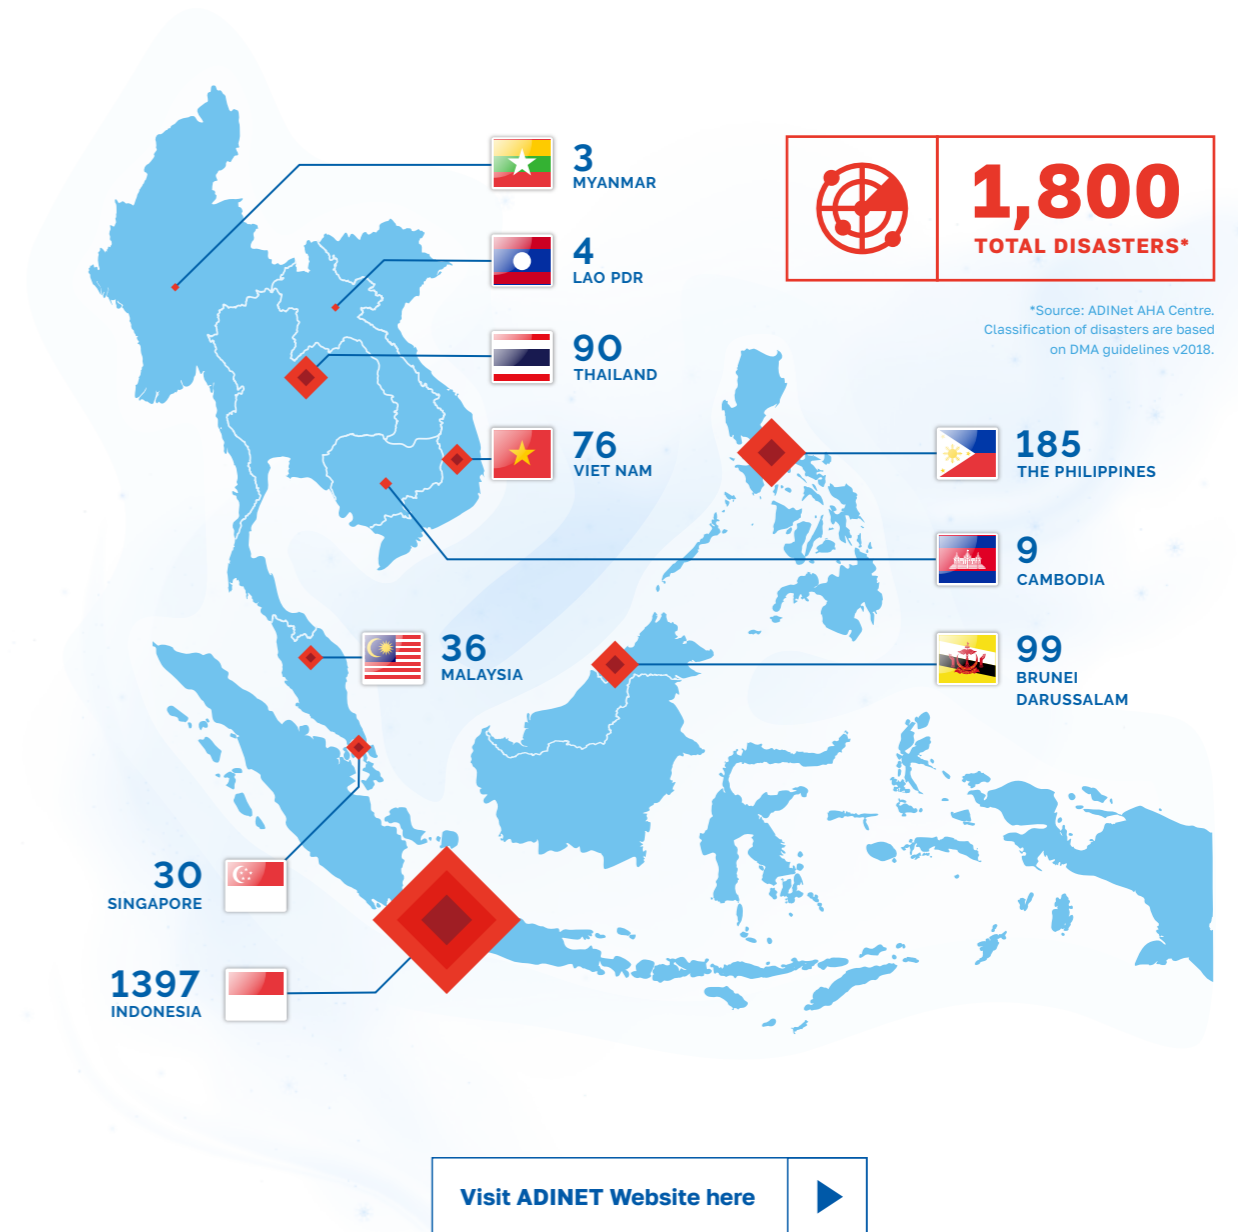 3
MYANMAR
4
LAO PDR
90
THAILAND
76
VIET NAM
1,800
TOTAL DISASTERS*
*Source: ADINet AHA Centre.
Classification of disasters are based
on DMA guidelines v2018.
185
THE PHILIPPINES
9
CAMBODIA
99
BRUNEI
DARUSSALAM
36
MALAYSIA
30
SINGAPORE
1397
INDONESIA
Visit ADINET Website here